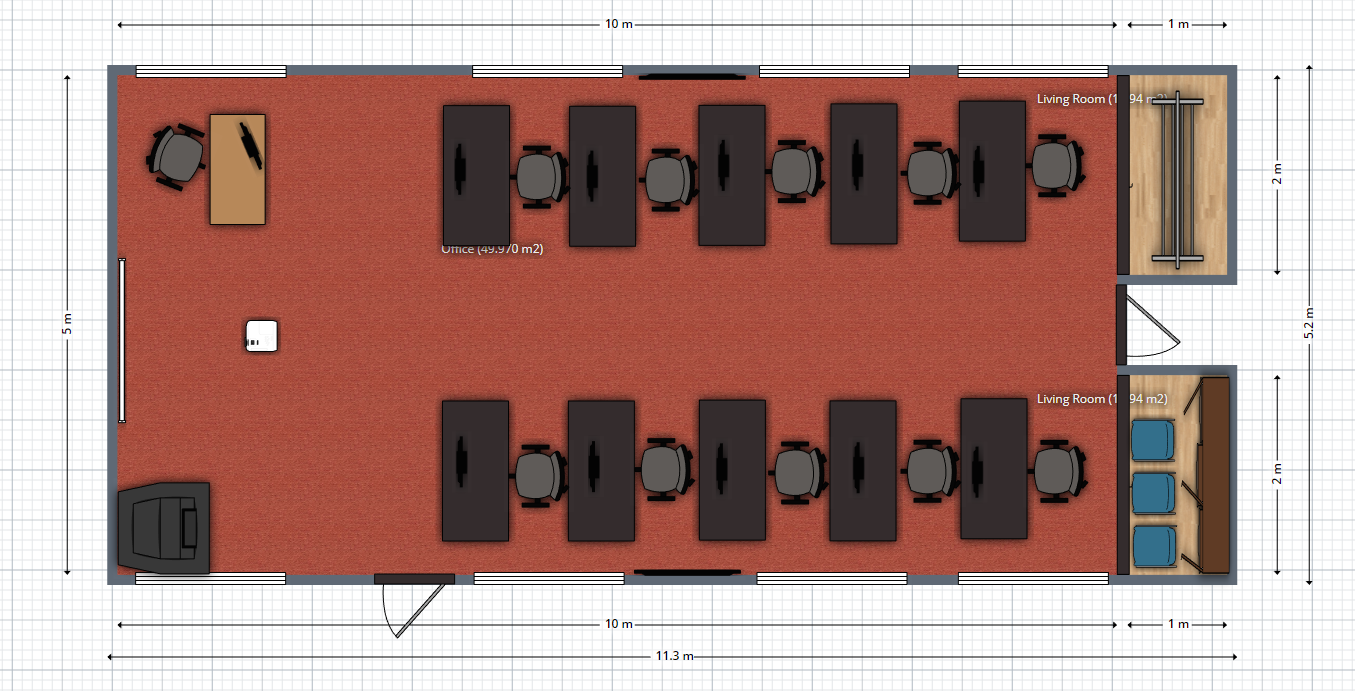 10 m
1 m
Living Room (1
94 m2)
2 m
Office (49.970 m2)
5 m
5.2 m
Living Room (1
94 m2)
2 m
10 m
1 m
11.3 m